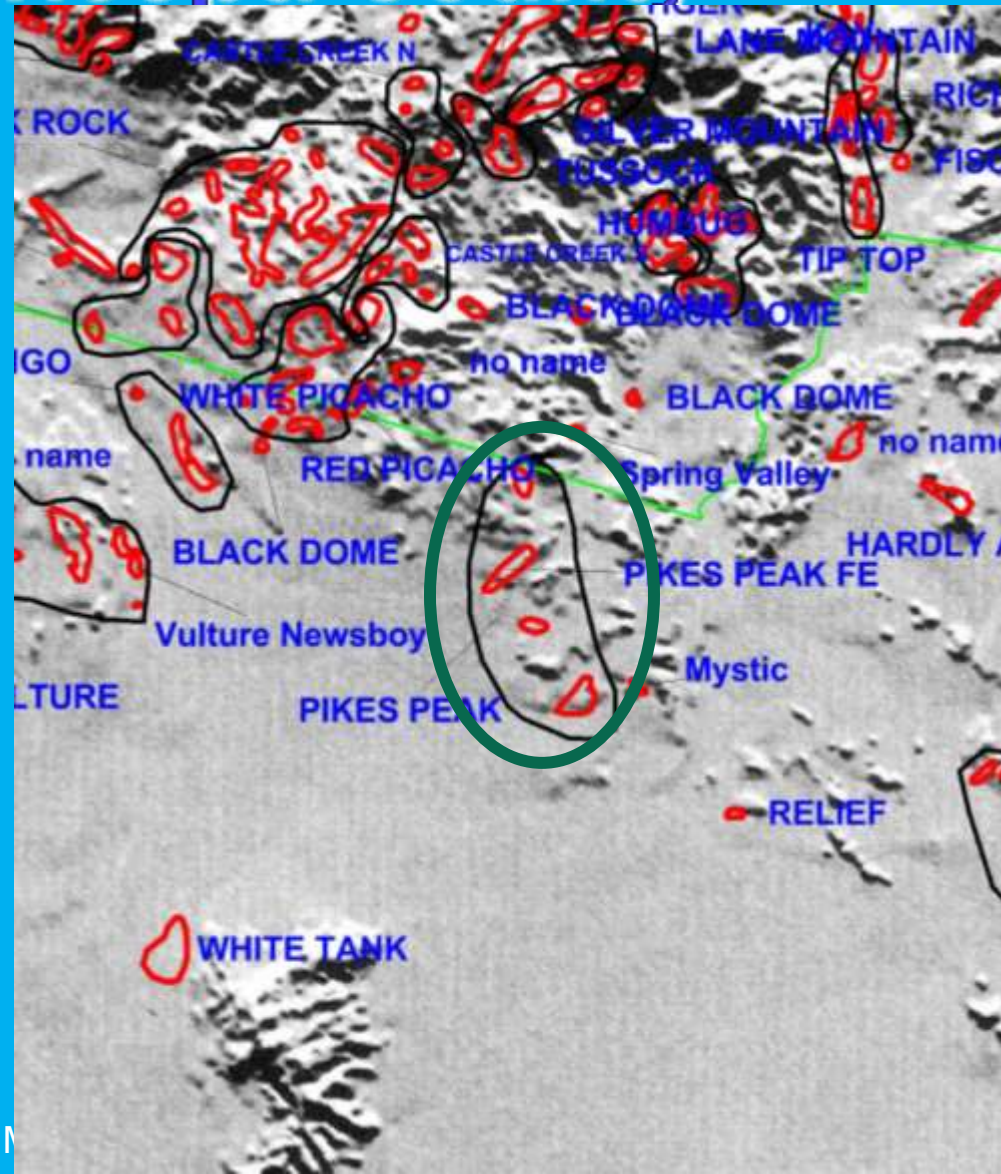 CASTLE CREEK N
LANE MOUNTAIN
ROCK
SILVER MOUNTAIN
TUSSOCK
HUMBUG
CASTLE CREEK S
TIP TOP
BLACK DOME
BLACK DOME
no name
WHITE PICACHO
BLACK DOME
name
no name
RED PICACHO
Spring Valley
BLACK DOME
HARDLY
PIKES PEAK FE
Vulture Newsboy
Mystic
PIKES PEAK
RELIEF
WHITE TANK